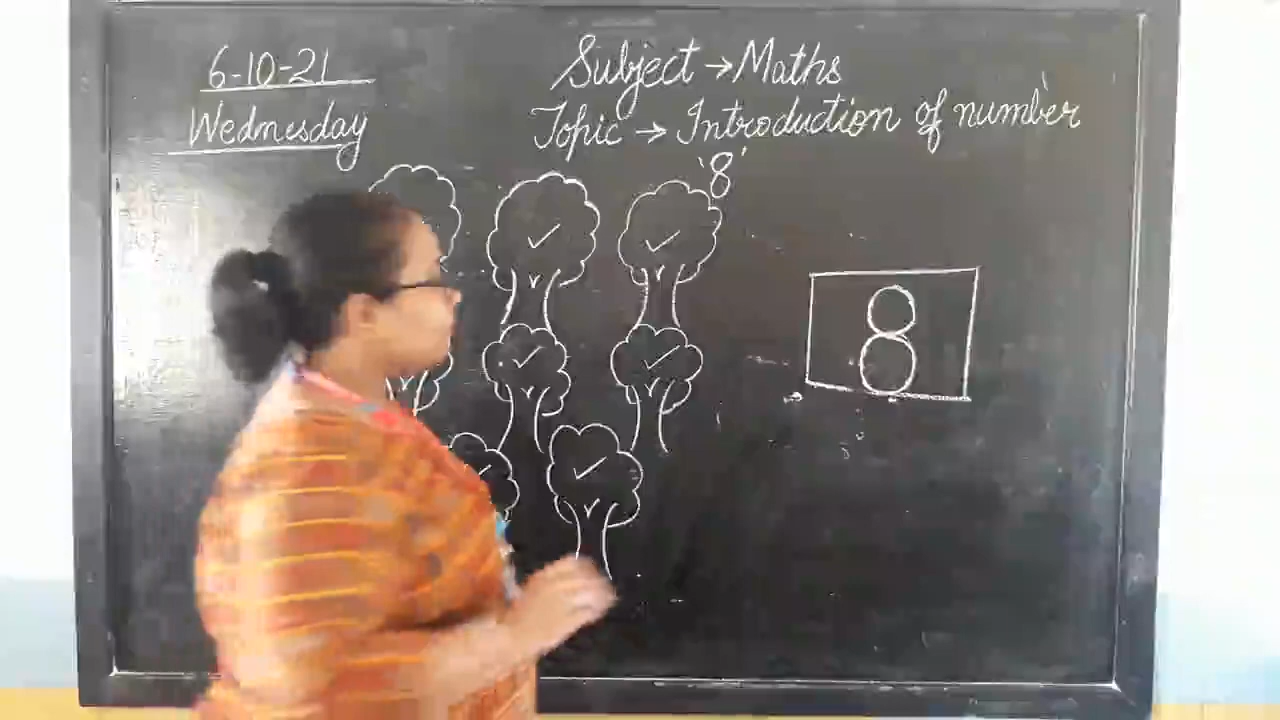 6-10-21
Wednesday
Subject → Maths
Topic → Introduction of number
'8'
8